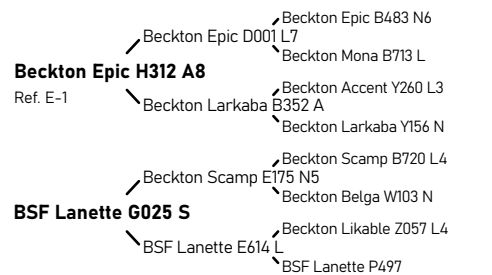 Beckton Epic B483 N6
Beckton Epic D001 L7
Beckton Mona B713 L
Beckton Epic H312 A8
Ref. E-1
Beckton Accent Y260 L3
Beckton Larkaba B352 A
Beckton Larkaba Y156 N
Beckton Scamp B720 L4
Beckton Scamp E175 N5
Beckton Belga W103 N
BSF Lanette G025 S
Beckton Likable Z057 L4
BSF Lanette E614 L
BSF Lanette P497